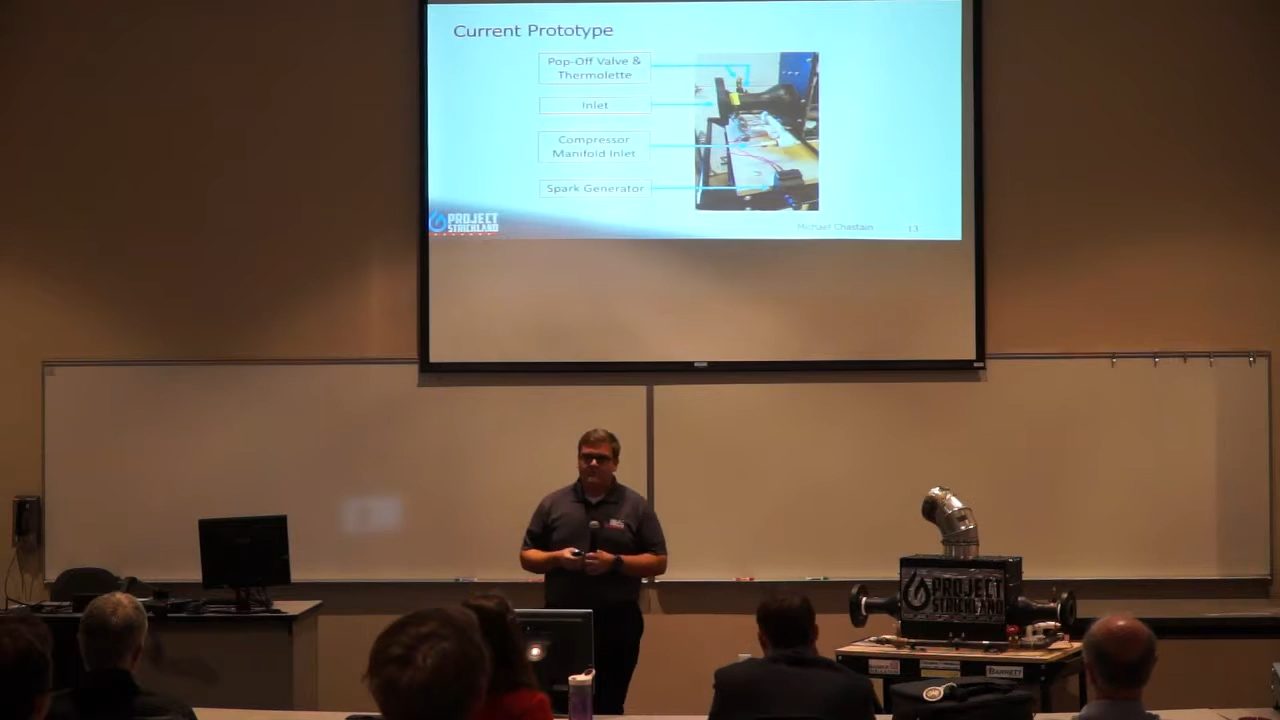 Current Prototype
Pop-Off Valve &
Thermolette
Inlet
Compressor
Manifold Inlet
Spark Generator
PROJECT
STRICKLAND
Michael Chastain
13
PROJECT
STRICKLAND
BARNETT